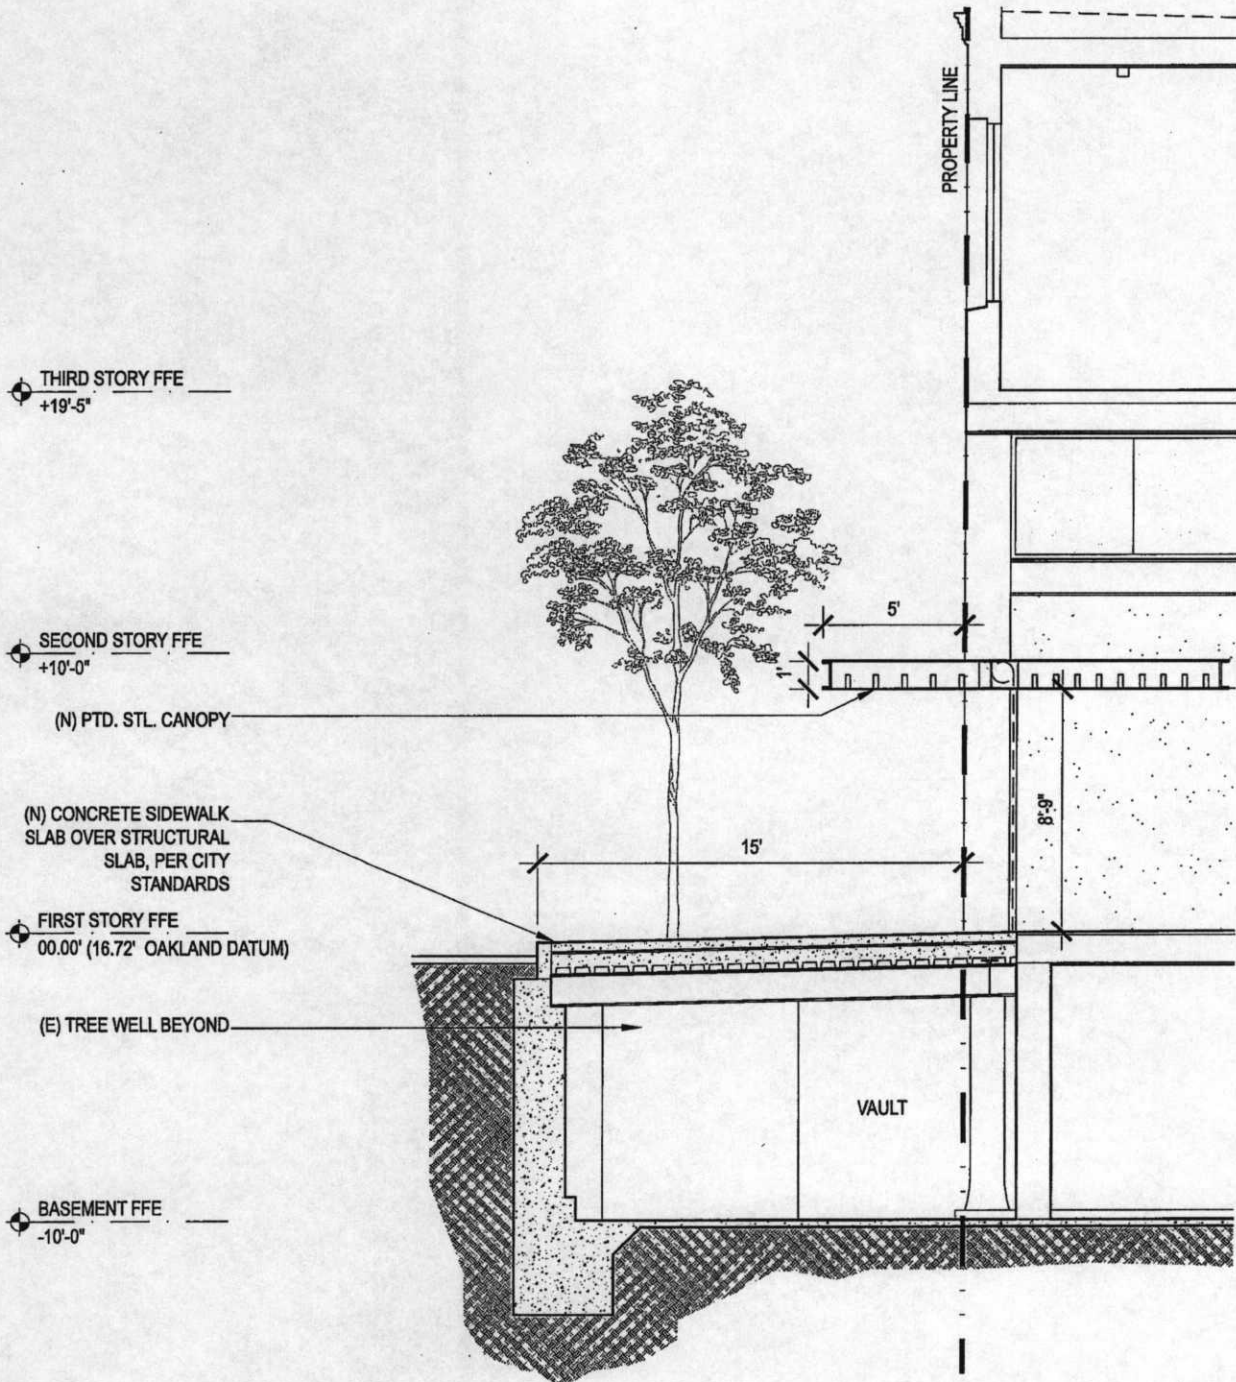 PROPERTY LINE
THIRD STORY FFE
+19'-5"
5'
SECOND STORY FFE
+10'-0"
1'
(N) PTD. STL. CANOPY
8'-9"
(N) CONCRETE SIDEWALK
SLAB OVER STRUCTURAL
SLAB, PER CITY
STANDARDS
15'
FIRST STORY FFE
00.00' (16.72' OAKLAND DATUM)
(E) TREE WELL BEYOND
VAULT
BASEMENT FFE
-10'-0"